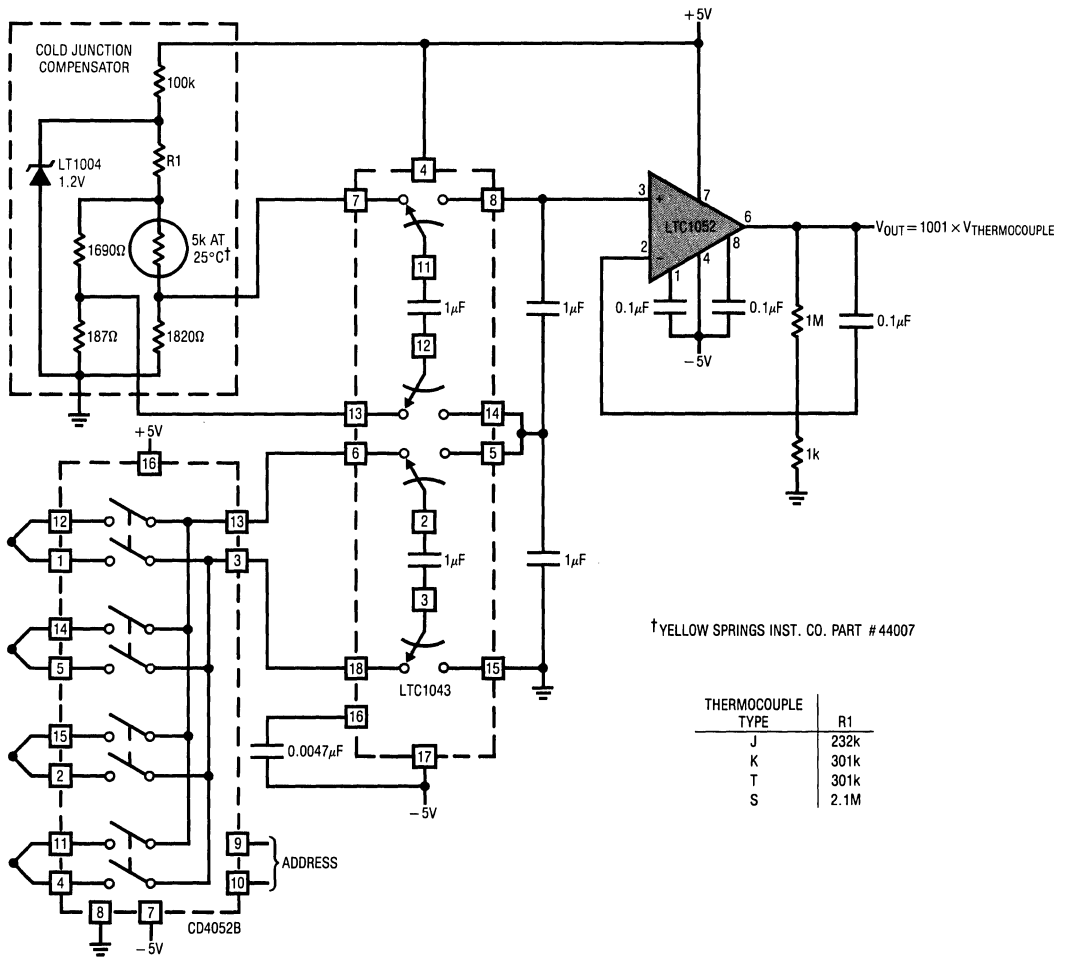 +5V
COLD JUNCTION
COMPENSATOR
100k
LT1004
1.2V
R1
4
7
8
3
+
7
LTC1052
6
VOUT = 1001 × VTHERMOCOUPLE
2
–
1
4
8
1690Ω
5k AT
25°C†
11
1μF
1μF
0.1μF
0.1μF
1M
0.1μF
187Ω
1820Ω
12
–5V
13
14
+5V
16
6
5
1k
12
13
2
1
3
1μF
1μF
3
14
†YELLOW SPRINGS INST. CO. PART #44007
5
18
15
LTC1043
THERMOCOUPLE
TYPE R1
J 232k
K 301k
T 301k
S 2.1M
16
15
0.0047μF
17
2
–5V
11
9
ADDRESS
4
10
8
7
CD4052B
–5V